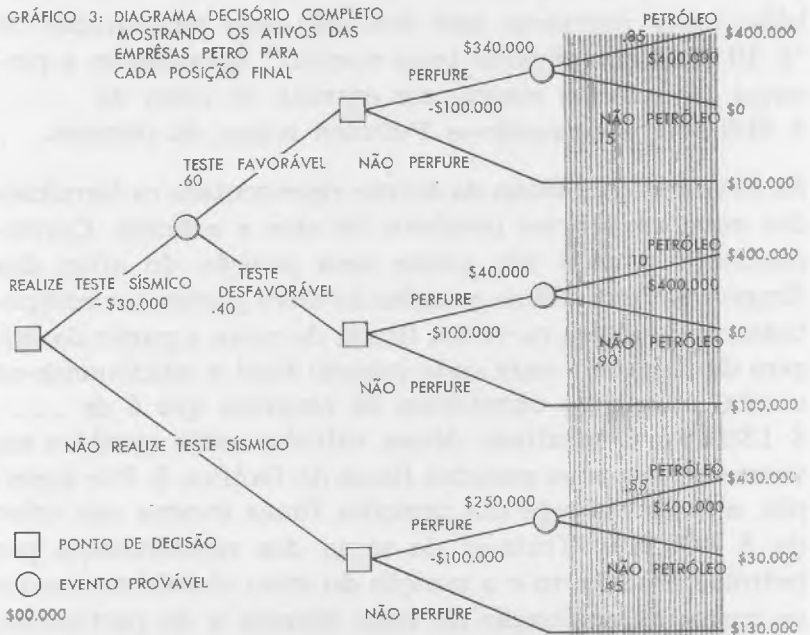 GRÁFICO 3: DIAGRAMA DECISÓRIO COMPLETO
MOSTRANDO OS ATIVOS DAS
EMPRÊSAS PETRO PARA
CADA POSIÇÃO FINAL
PETRÓLEO
.85
$400.000
$400.000
$340.000
PERFURE
-$100.000
$0
NÃO PETRÓLEO
.15
NÃO PERFURE
$100.000
TESTE FAVORÁVEL
.60
REALIZE TESTE SÍSMICO
-$30.000
TESTE
DESFAVORÁVEL
.40
PETRÓLEO
.10
$400.000
$400.000
$40.000
PERFURE
-$100.000
$0
NÃO PETRÓLEO
.90
NÃO PERFURE
$100.000
NÃO REALIZE TESTE SÍSMICO
PETRÓLEO
.55
$430.000
$400.000
$250.000
PERFURE
-$100.000
$30.000
NÃO PETRÓLEO
.45
NÃO PERFURE
$130.000
PONTO DE DECISÃO
EVENTO PROVÁVEL
$00.000